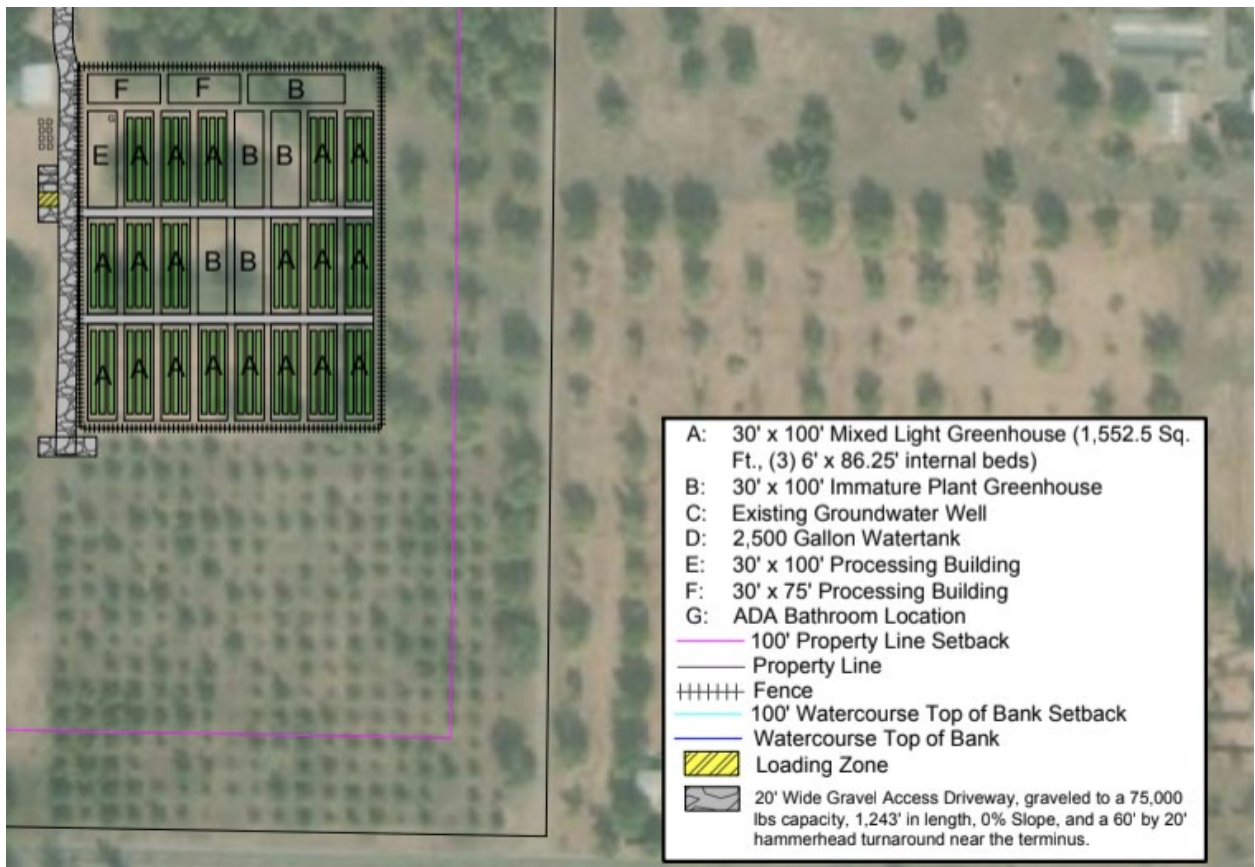 F F B
G
E A A A B B A A
A A A B B A A A
A A A A A A A A
A: 30' x 100' Mixed Light Greenhouse (1,552.5 Sq.
Ft., (3) 6' x 86.25' internal beds)
B: 30' x 100' Immature Plant Greenhouse
C: Existing Groundwater Well
D: 2,500 Gallon Watertank
E: 30' x 100' Processing Building
F: 30' x 75' Processing Building
G: ADA Bathroom Location
100' Property Line Setback
Property Line
Fence
100' Watercourse Top of Bank Setback
Watercourse Top of Bank
Loading Zone
20' Wide Gravel Access Driveway, graveled to a 75,000
lbs capacity, 1,243' in length, 0% Slope, and a 60' by 20'
hammerhead turnaround near the terminus.